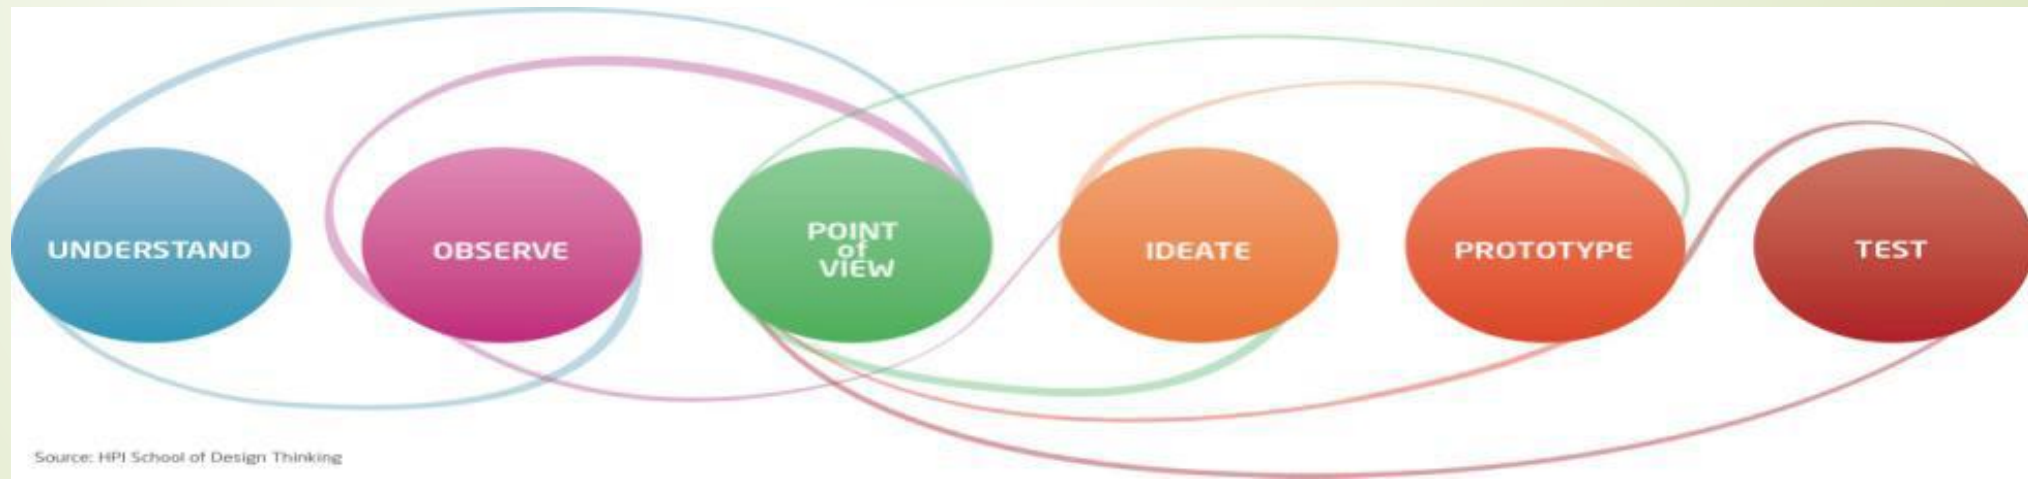 UNDERSTAND
OBSERVE
POINT
of
VIEW
IDEATE
PROTOTYPE
TEST
Source: HPI School of Design Thinking